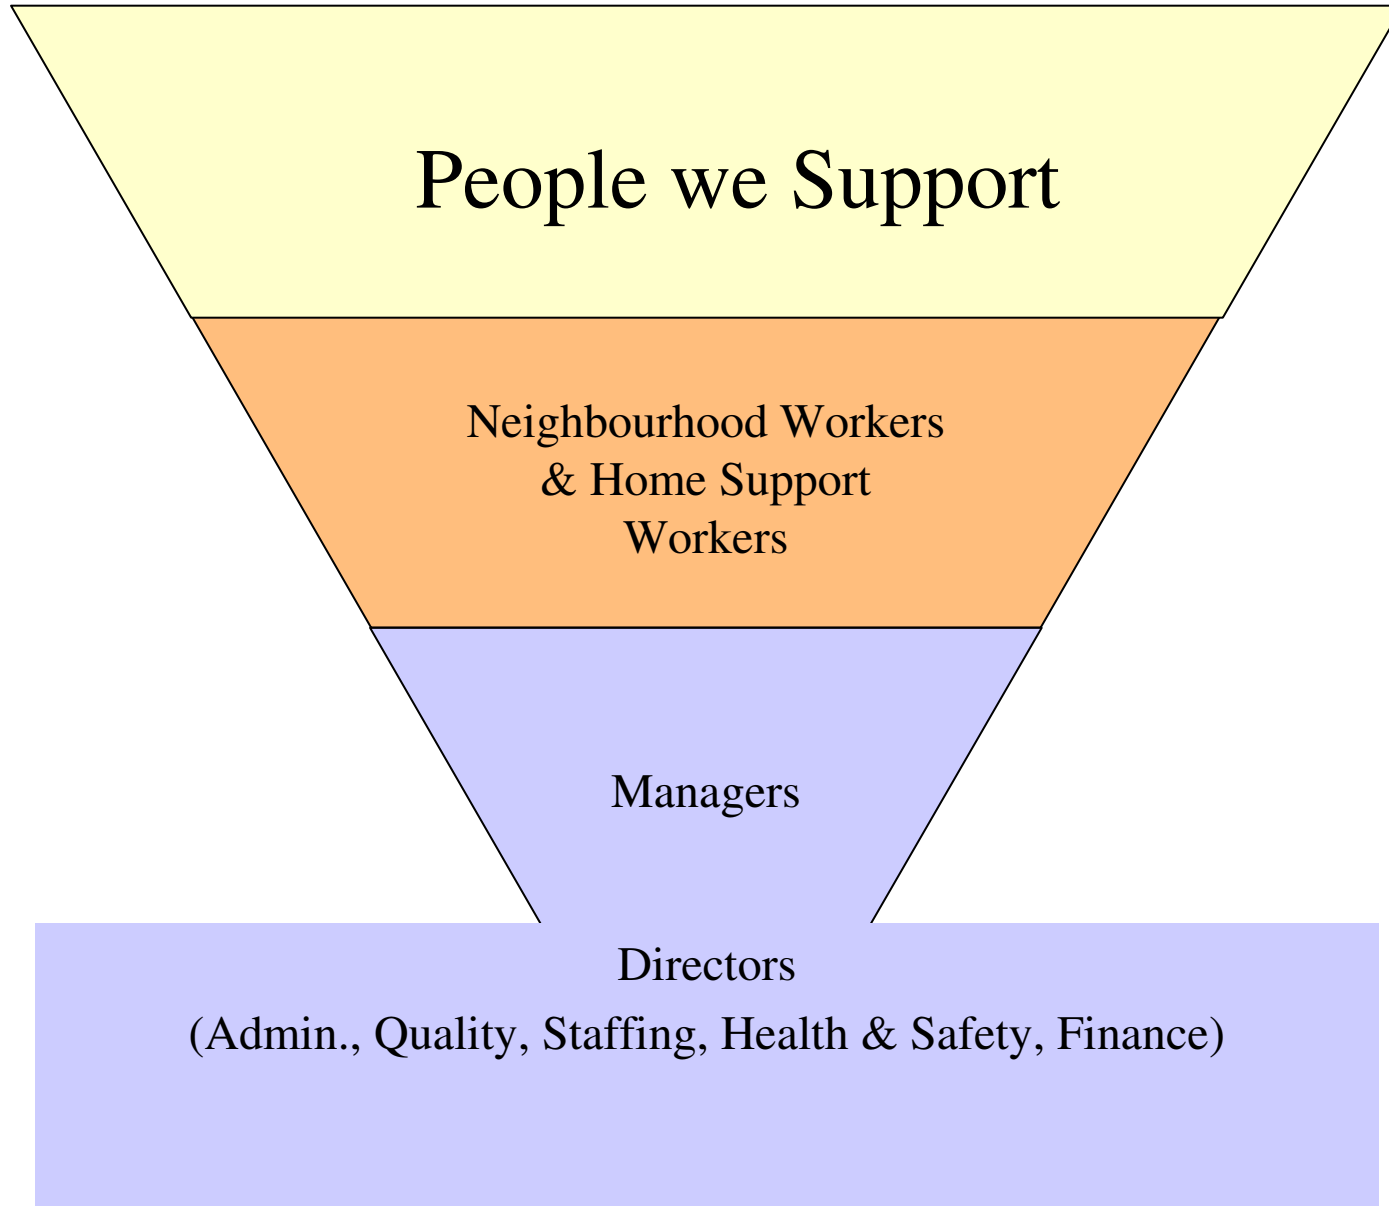 People we Support
Neighbourhood Workers
& Home Support
Workers
Managers
Directors
(Admin., Quality, Staffing, Health & Safety, Finance)